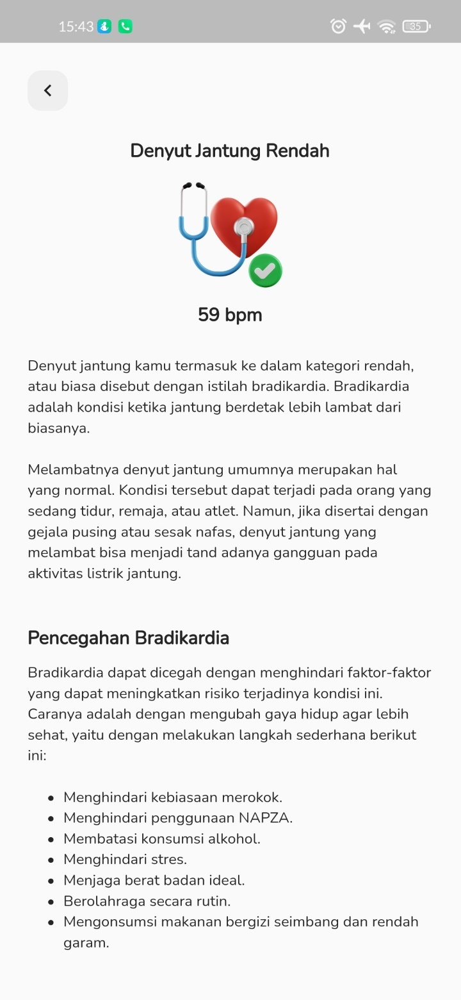 15:43
35
Denyut Jantung Rendah
59 bpm
Denyut jantung kamu termasuk ke dalam kategori rendah,
atau biasa disebut dengan istilah bradikardia. Bradikardia
adalah kondisi ketika jantung berdetak lebih lambat dari
biasanya.
Melambatnya denyut jantung umumnya merupakan hal
yang normal. Kondisi tersebut dapat terjadi pada orang yang
sedang tidur, remaja, atau atlet. Namun, jika disertai dengan
gejala pusing atau sesak nafas, denyut jantung yang
melambat bisa menjadi tand adanya gangguan pada
aktivitas listrik jantung.
Pencegahan Bradikardia
Bradikardia dapat dicegah dengan menghindari faktor-faktor
yang dapat meningkatkan risiko terjadinya kondisi ini.
Caranya adalah dengan mengubah gaya hidup agar lebih
sehat, yaitu dengan melakukan langkah sederhana berikut
ini:
• Menghindari kebiasaan merokok.
• Menghindari penggunaan NAPZA.
• Membatasi konsumsi alkohol.
• Menghindari stres.
• Menjaga berat badan ideal.
• Berolahraga secara rutin.
• Mengonsumsi makanan bergizi seimbang dan rendah
garam.